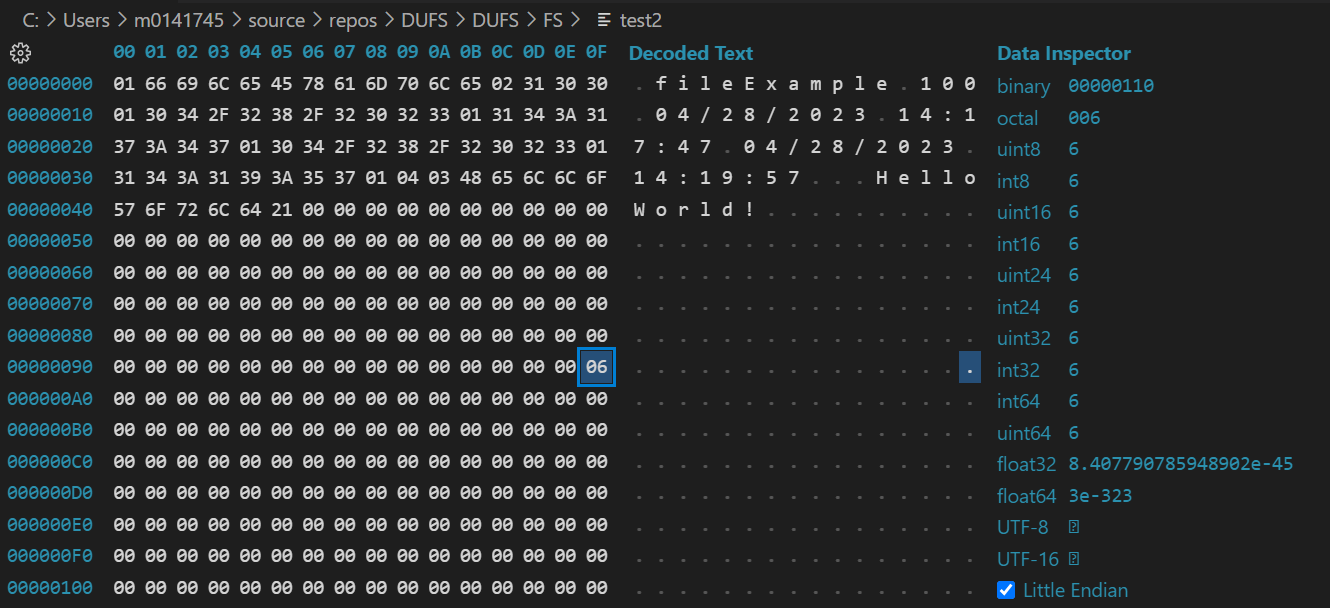 C: > Users > m0141745 > source > repos > DUFS > DUFS > FS > test2
00 01 02 03 04 05 06 07 08 09 0A 0B 0C 0D 0E 0F Decoded Text Data Inspector
00000000 01 66 69 6C 65 45 78 61 6D 70 6C 65 02 31 30 30 . f i l e E x a m p l e . 1 0 0 binary 00000110
00000010 01 30 34 2F 32 38 2F 32 30 32 33 01 31 34 3A 31 . 0 4 / 2 8 / 2 0 2 3 . 1 4 : 1 octal 006
00000020 37 3A 34 37 01 30 34 2F 32 38 2F 32 30 32 33 01 7 : 4 7 . 0 4 / 2 8 / 2 0 2 3 . uint8 6
00000030 31 34 3A 31 39 3A 35 37 01 04 03 48 65 6C 6C 6F 1 4 : 1 9 : 5 7 . . . H e l l o int8 6
00000040 57 6F 72 6C 64 21 00 00 00 00 00 00 00 00 00 00 W o r l d ! . . . . . . . . . . uint16 6
00000050 00 00 00 00 00 00 00 00 00 00 00 00 00 00 00 00 . . . . . . . . . . . . . . . . int16 6
00000060 00 00 00 00 00 00 00 00 00 00 00 00 00 00 00 00 . . . . . . . . . . . . . . . . uint24 6
00000070 00 00 00 00 00 00 00 00 00 00 00 00 00 00 00 00 . . . . . . . . . . . . . . . . int24 6
00000080 00 00 00 00 00 00 00 00 00 00 00 00 00 00 00 00 . . . . . . . . . . . . . . . . uint32 6
00000090 00 00 00 00 00 00 00 00 00 00 00 00 00 00 00 06 . . . . . . . . . . . . . . . . int32 6
000000A0 00 00 00 00 00 00 00 00 00 00 00 00 00 00 00 00 . . . . . . . . . . . . . . . . int64 6
000000B0 00 00 00 00 00 00 00 00 00 00 00 00 00 00 00 00 . . . . . . . . . . . . . . . . uint64 6
000000C0 00 00 00 00 00 00 00 00 00 00 00 00 00 00 00 00 . . . . . . . . . . . . . . . . float32 8.407790785948902e-45
000000D0 00 00 00 00 00 00 00 00 00 00 00 00 00 00 00 00 . . . . . . . . . . . . . . . . float64 3e-323
000000E0 00 00 00 00 00 00 00 00 00 00 00 00 00 00 00 00 . . . . . . . . . . . . . . . . UTF-8
000000F0 00 00 00 00 00 00 00 00 00 00 00 00 00 00 00 00 . . . . . . . . . . . . . . . . UTF-16
00000100 00 00 00 00 00 00 00 00 00 00 00 00 00 00 00 00 . . . . . . . . . . . . . . . . Little Endian